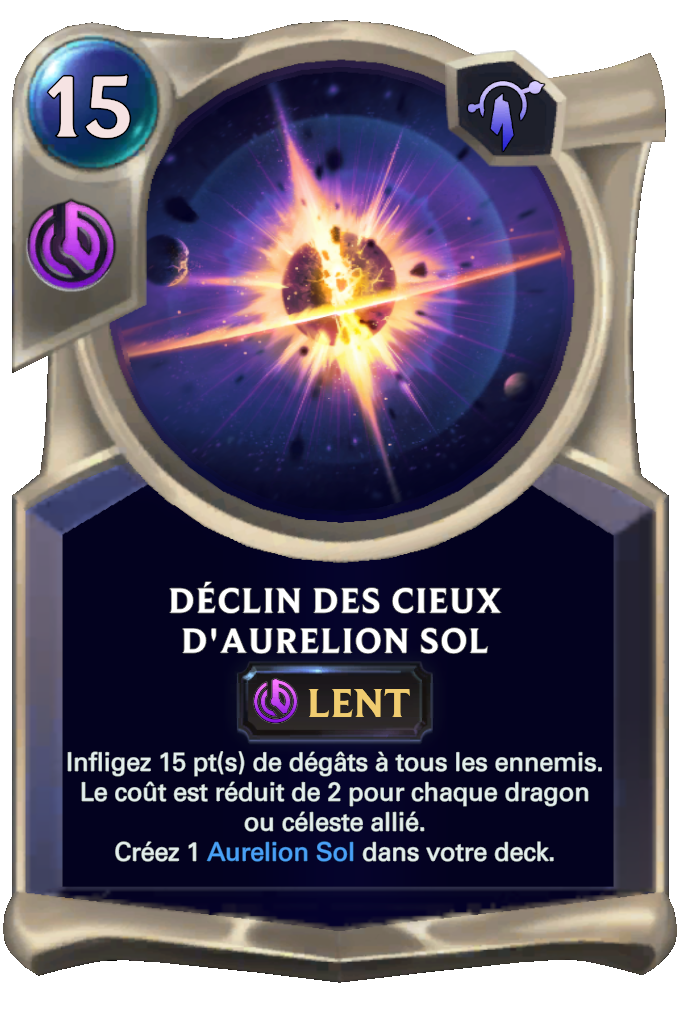 15
DÉCLIN DES CIEUX
D'AURELION SOL
LENT
Infligez 15 pt(s) de dégâts à tous les ennemis.
Le coût est réduit de 2 pour chaque dragon
ou céleste allié.
Créez 1 Aurelion Sol dans votre deck.